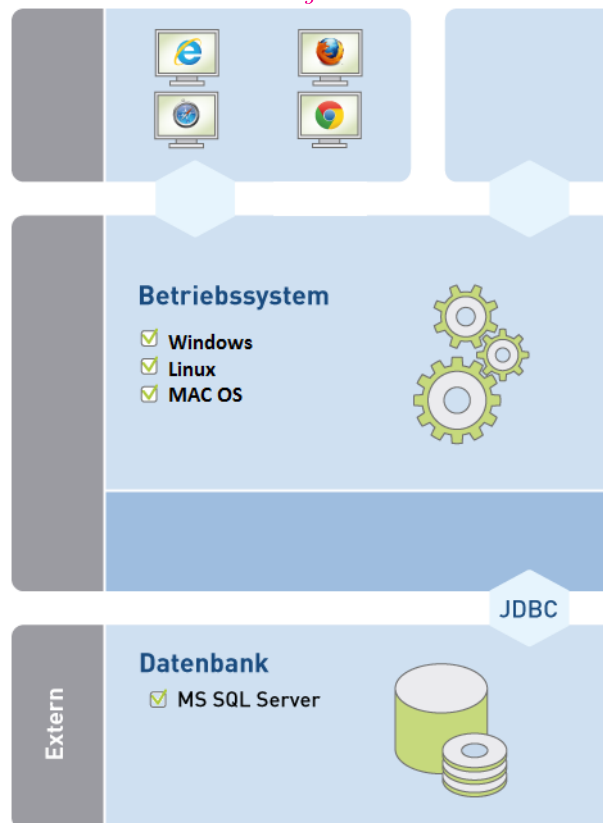 Betriebssystem
Windows
Linux
MAC OS
JDBC
Datenbank
MS SQL Server
Extern